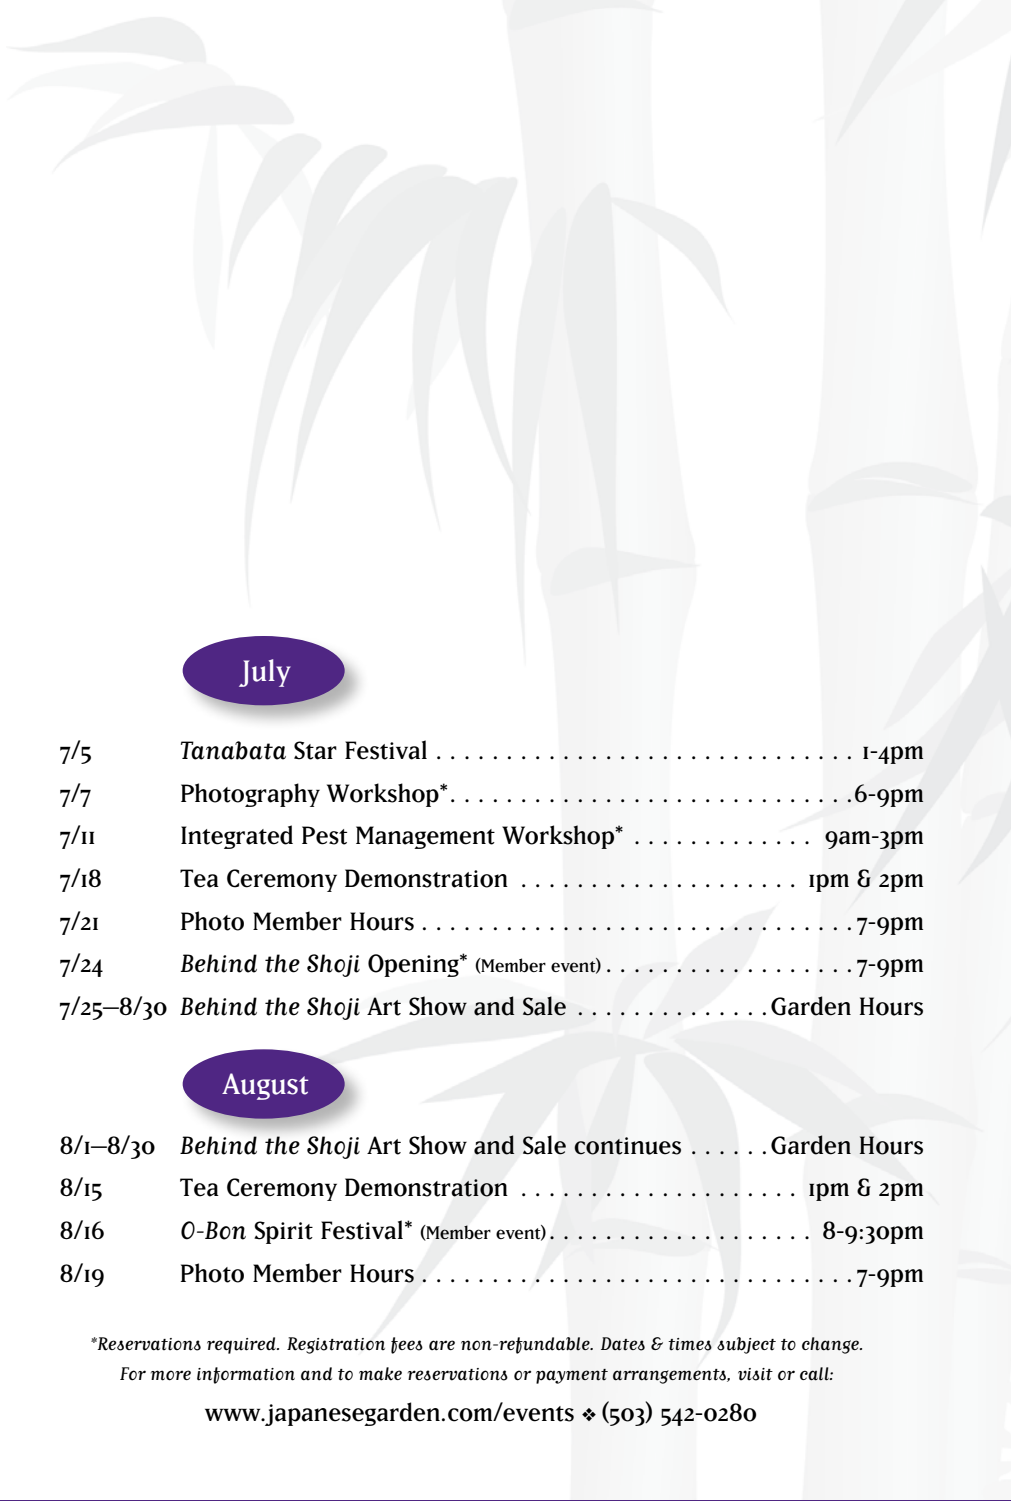 July
7/5 Tanabata Star Festival . . . . . . . . . . . . . . . . . . . . . . . . . . . . . . 1-4pm
7/7 Photography Workshop*. . . . . . . . . . . . . . . . . . . . . . . . . . . . .6-9pm
7/11 Integrated Pest Management Workshop* . . . . . . . . . . . . . 9am-3pm
7/18 Tea Ceremony Demonstration . . . . . . . . . . . . . . . . . . . . 1pm & 2pm
7/21 Photo Member Hours . . . . . . . . . . . . . . . . . . . . . . . . . . . . . . . 7-9pm
7/24 Behind the Shoji Opening* (Member event) . . . . . . . . . . . . . . . . . . 7-9pm
7/25–8/30 Behind the Shoji Art Show and Sale . . . . . . . . . . . . . . Garden Hours
August
8/1–8/30 Behind the Shoji Art Show and Sale continues . . . . . . Garden Hours
8/15 Tea Ceremony Demonstration . . . . . . . . . . . . . . . . . . . . 1pm & 2pm
8/16 O-Bon Spirit Festival* (Member event). . . . . . . . . . . . . . . . . . . 8-9:30pm
8/19 Photo Member Hours . . . . . . . . . . . . . . . . . . . . . . . . . . . . . . . 7-9pm
*Reservations required. Registration fees are non-refundable. Dates & times subject to change.
For more information and to make reservations or payment arrangements, visit or call:
www.japanesegarden.com/events ❖ (503) 542-0280